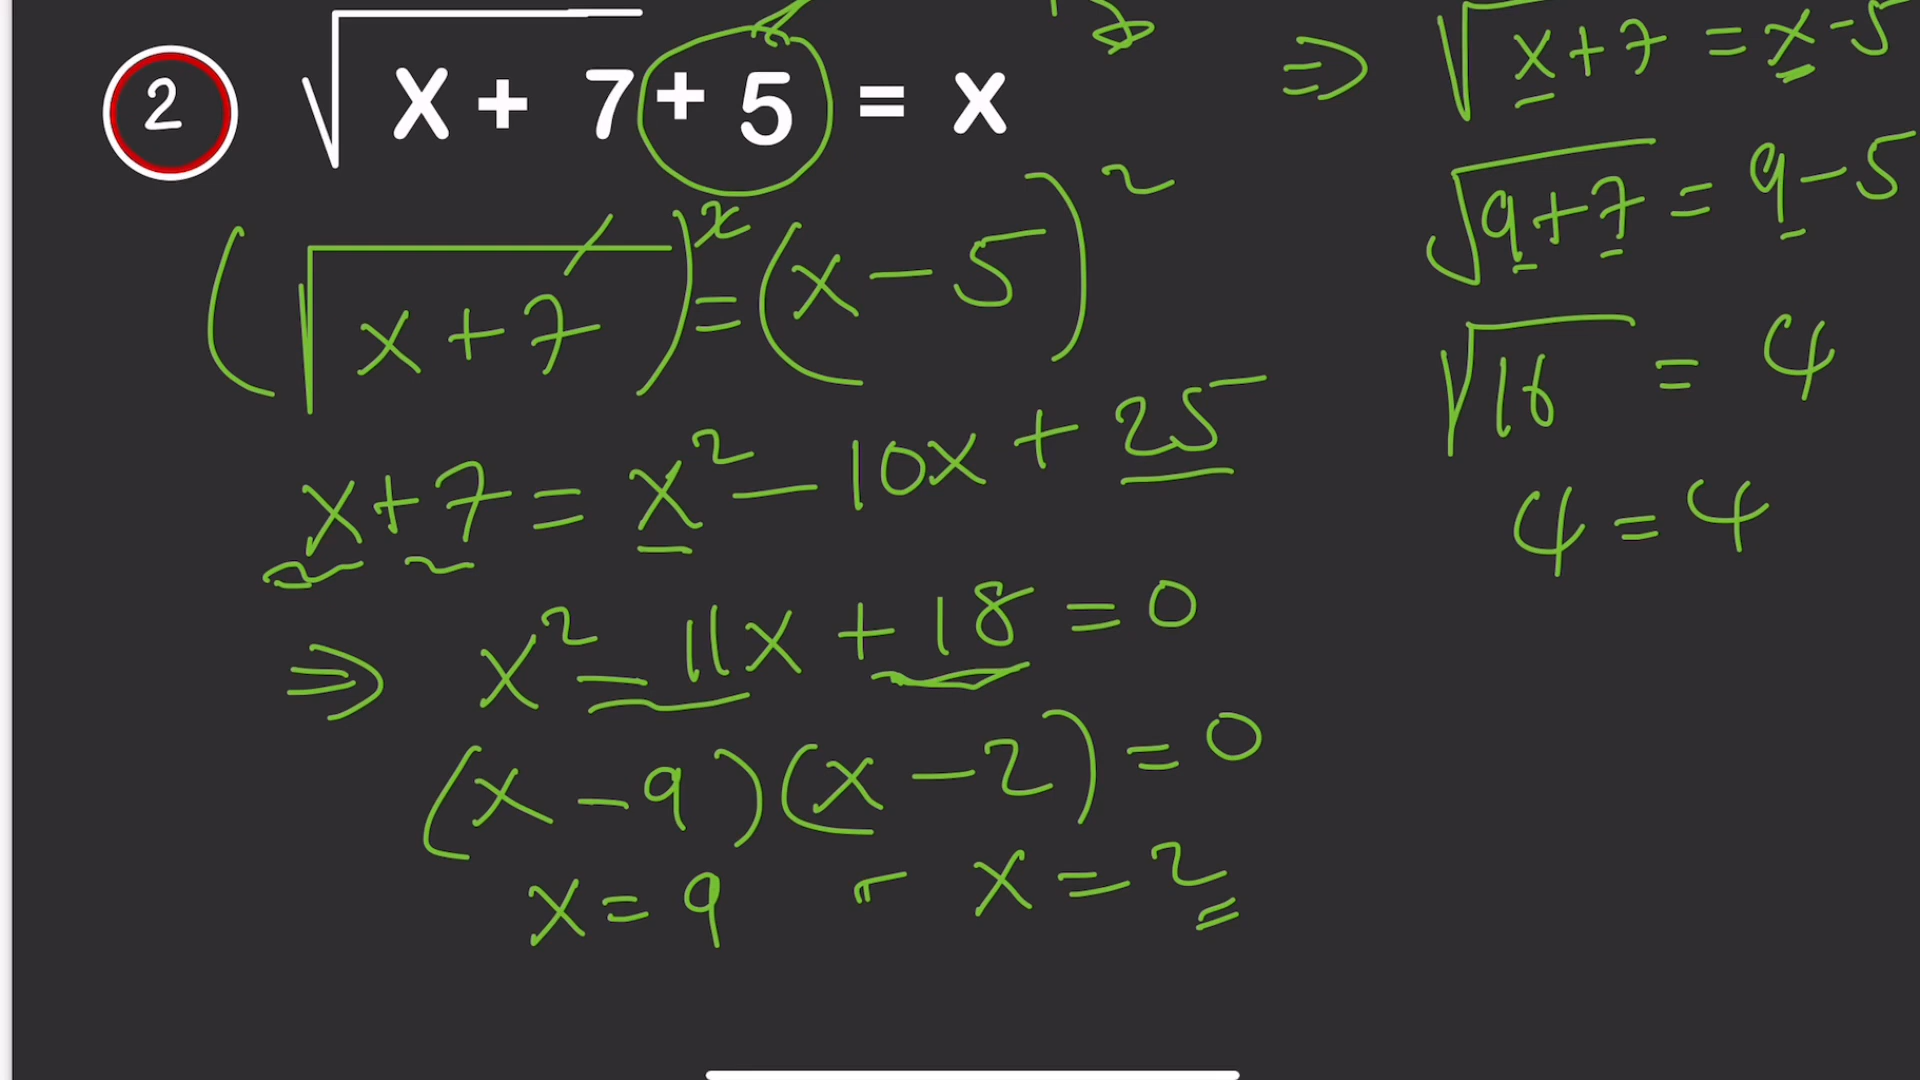 2 √(x + 7) + 5 = x
(√(x + 7))² = (x - 5)²
x + 7 = x² - 10x + 25
⇒ x² - 11x + 18 = 0
(x - 9)(x - 2) = 0
x = 9 r x = 2
⇒ √(x + 7) = x - 5
√(9 + 7) = 9 - 5
√16 = 4
4 = 4